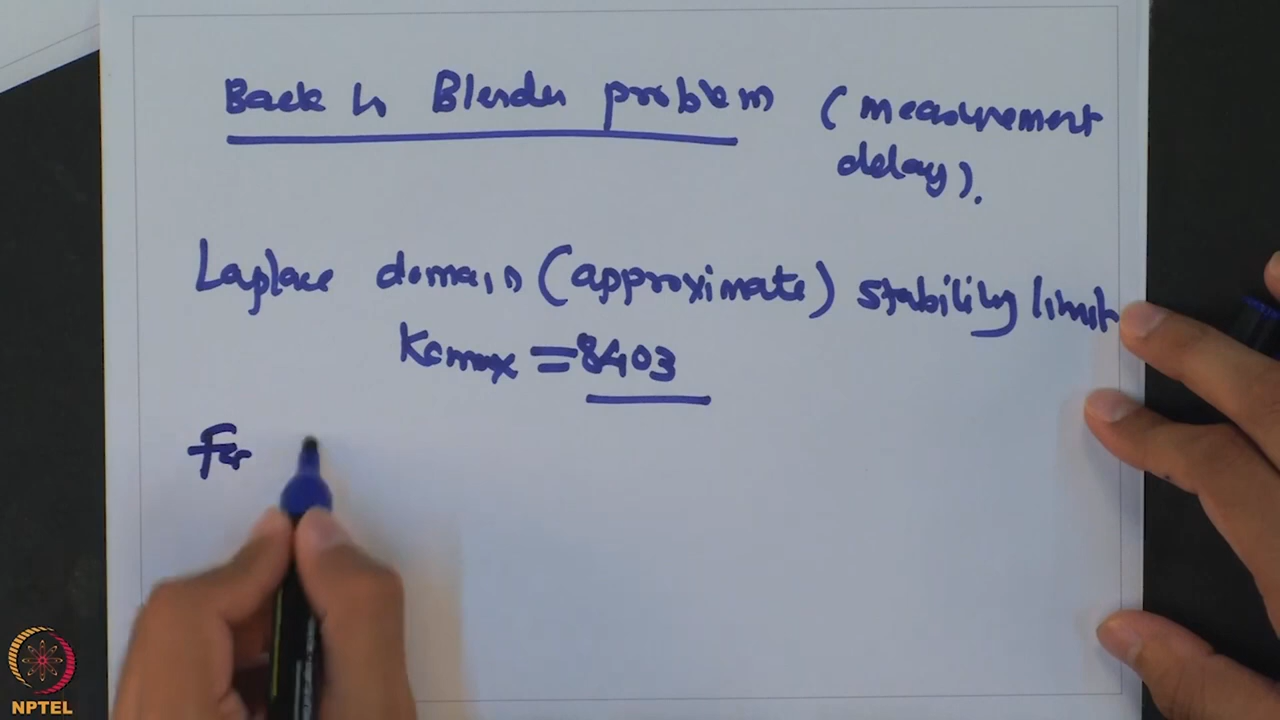 Back to Blender problem (measurement
delay).
Laplace domain (approximate) stability limit
Kcmax = 8403
For
NPTEL